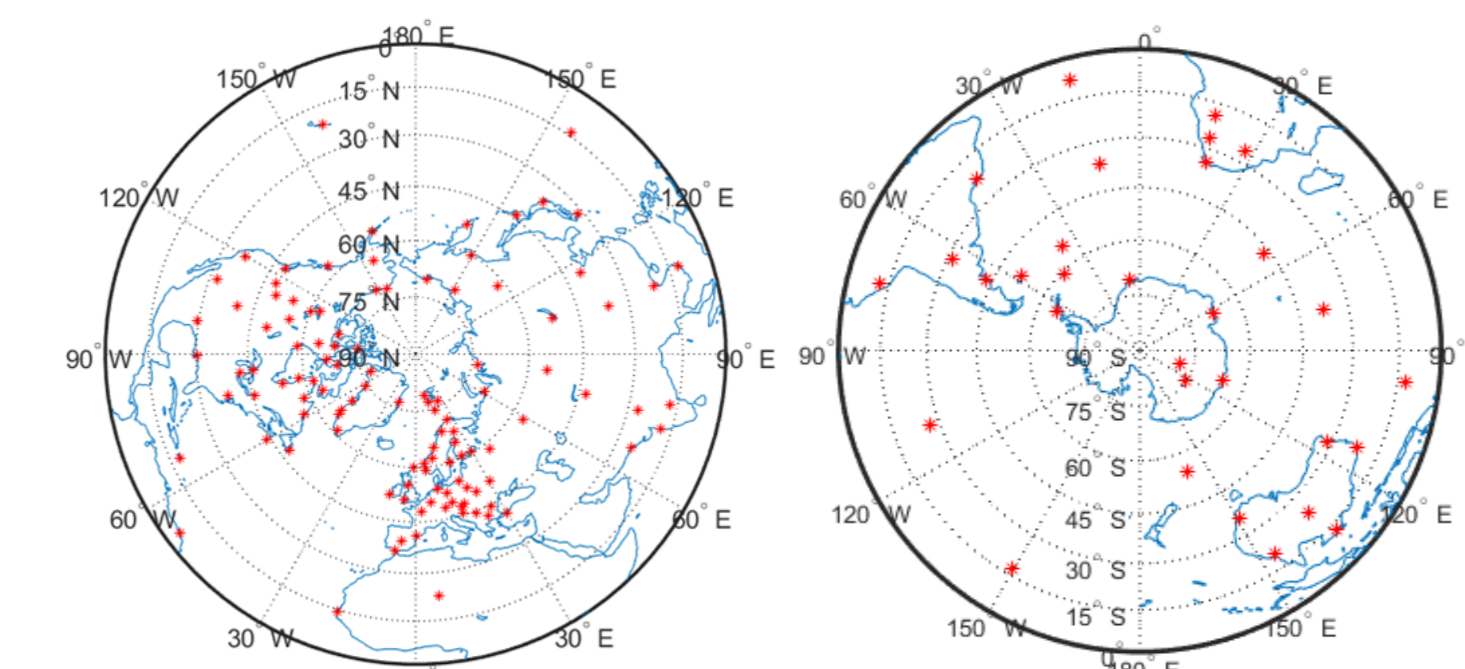 180° E
0°
150° W
150° E
15° N
30° N
120° W
45° N
120° E
60° N
75° N
90° W
90° N
90° E
60° W
60° E
30° W
30° E
0°
30° W
30° E
60° W
60° E
90° W
90° S
90°
75° S
60° S
120° W
45° S
120° E
30° S
15° S
150° W
150° E
0°
180° E